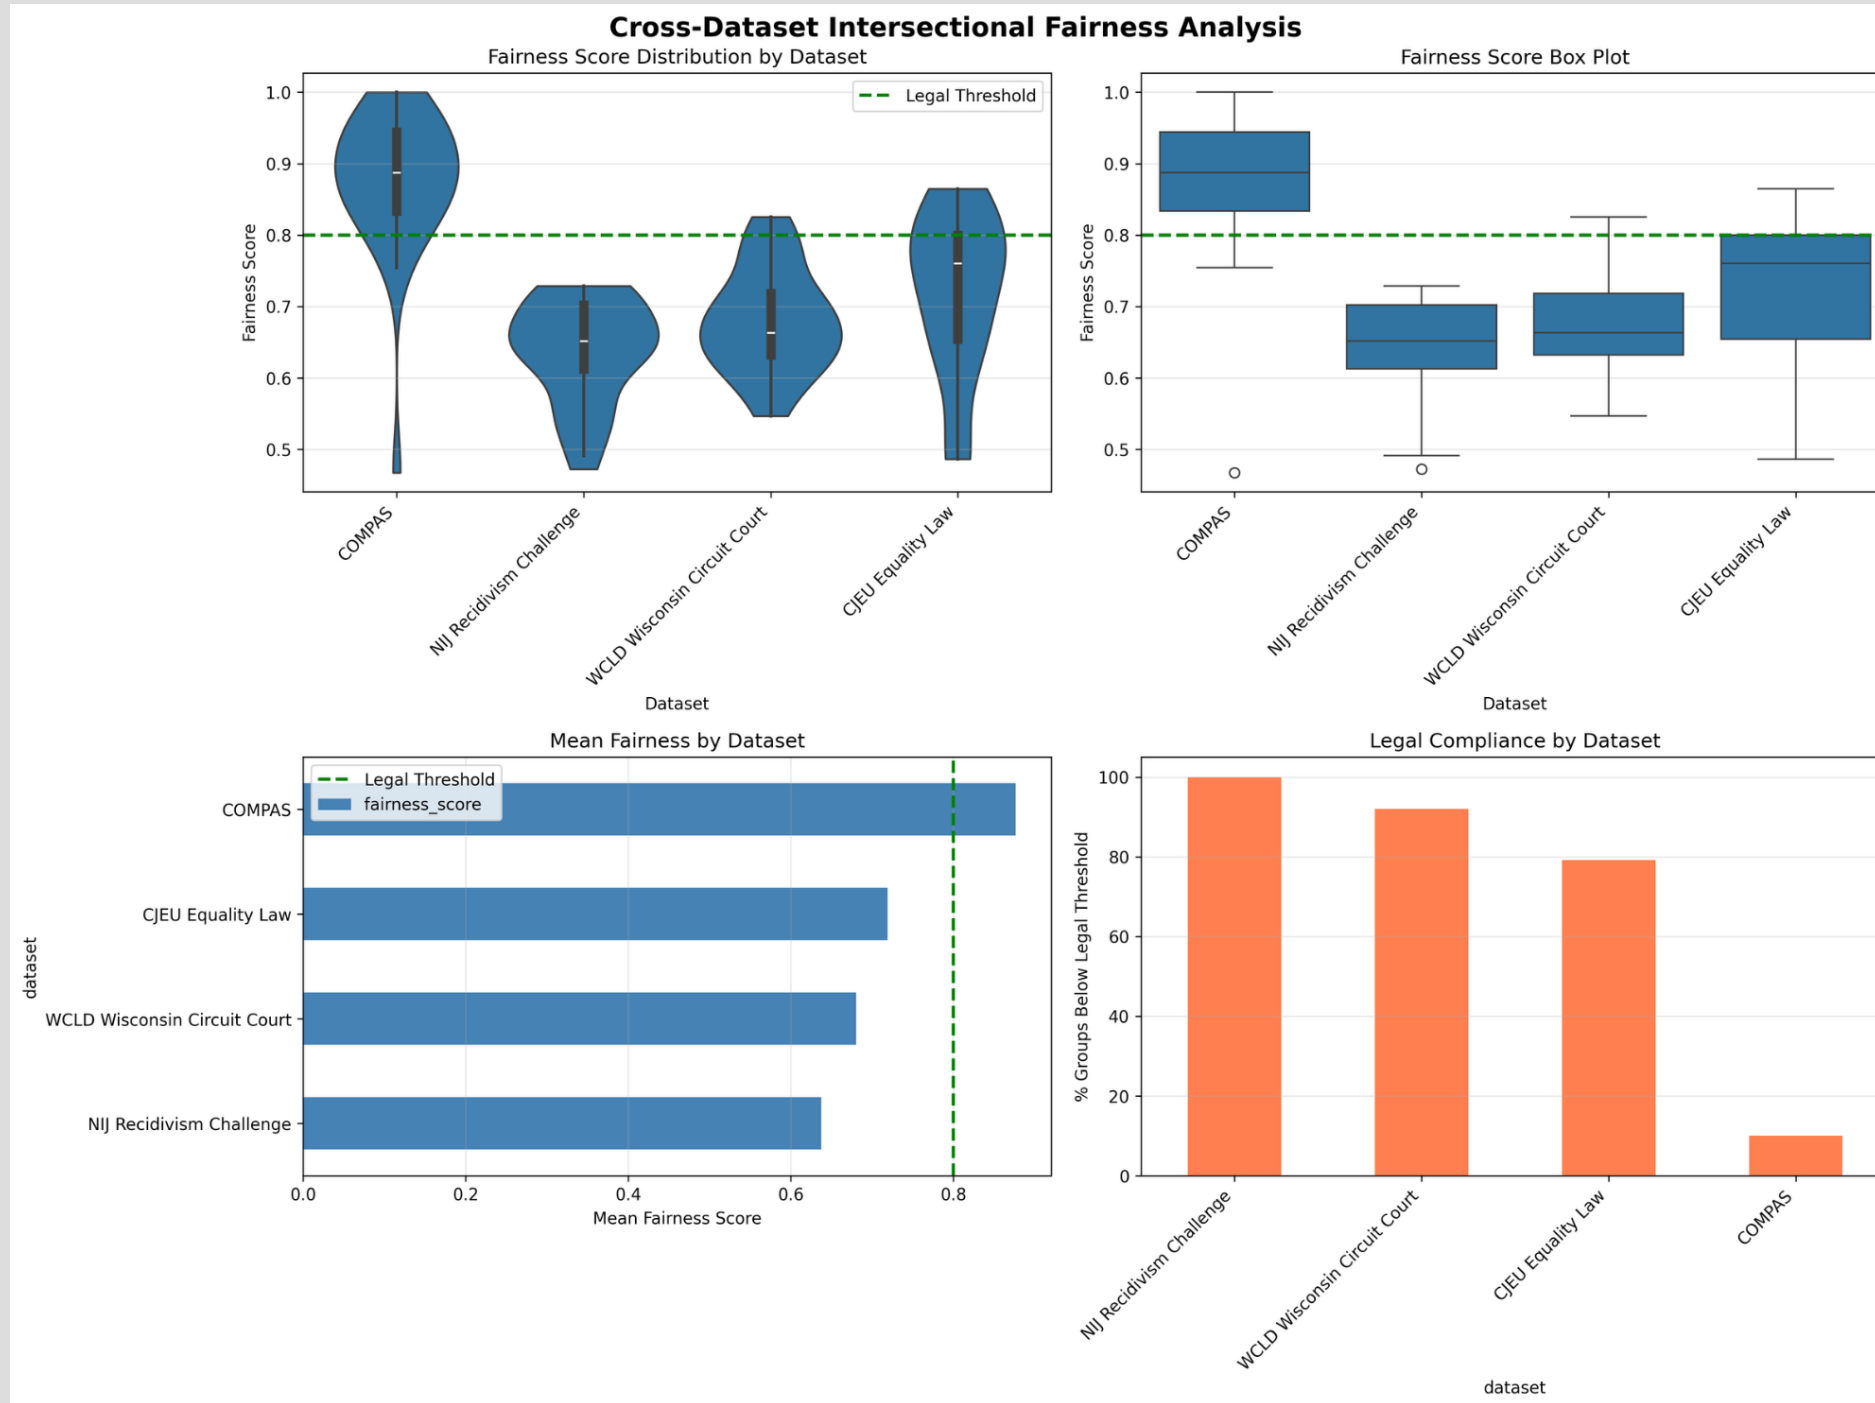 Cross-Dataset Intersectional Fairness Analysis
Fairness Score Distribution by Dataset
Legal Threshold
Fairness Score
1.0
0.9
0.8
0.7
0.6
0.5
COMPAS
NIJ Recidivism Challenge
WCLD Wisconsin Circuit Court
CJEU Equality Law
Dataset
Fairness Score Box Plot
Fairness Score
1.0
0.9
0.8
0.7
0.6
0.5
COMPAS
NIJ Recidivism Challenge
WCLD Wisconsin Circuit Court
CJEU Equality Law
Dataset
Mean Fairness by Dataset
Legal Threshold
fairness_score
dataset
COMPAS
CJEU Equality Law
WCLD Wisconsin Circuit Court
NIJ Recidivism Challenge
0.0
0.2
0.4
0.6
0.8
Mean Fairness Score
Legal Compliance by Dataset
% Groups Below Legal Threshold
100
80
60
40
20
0
NIJ Recidivism Challenge
WCLD Wisconsin Circuit Court
CJEU Equality Law
COMPAS
dataset